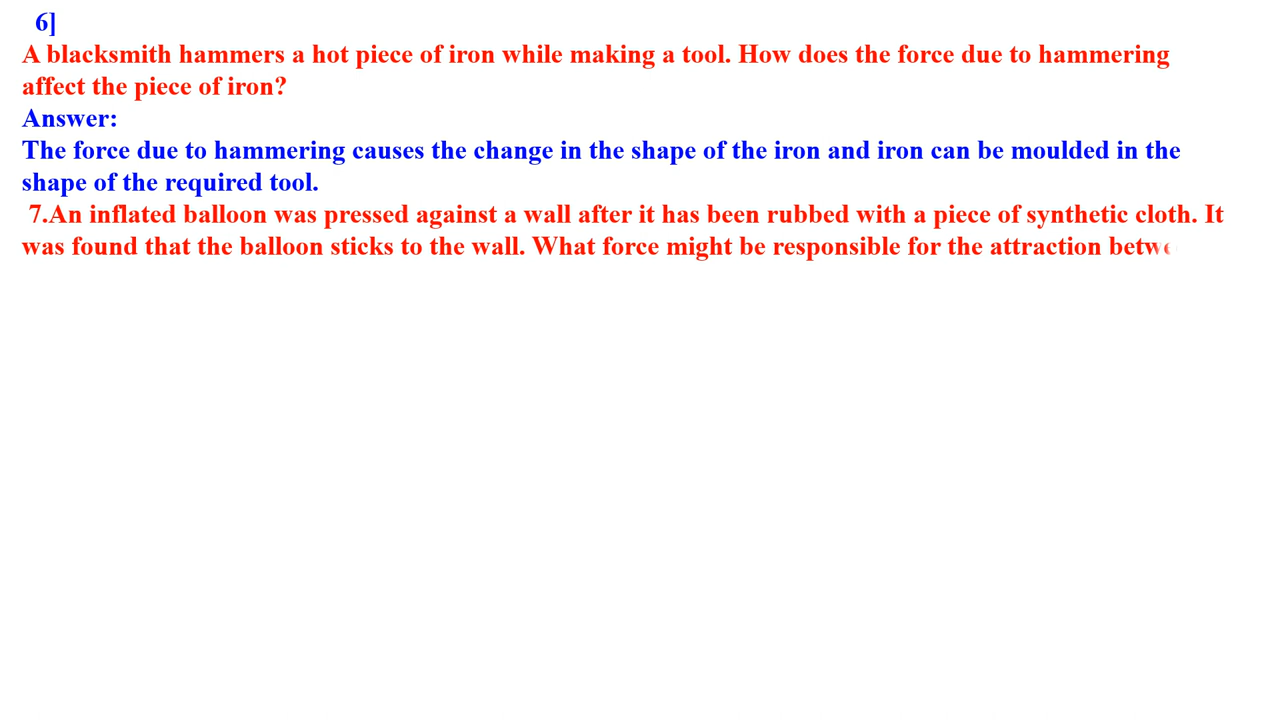 6]
A blacksmith hammers a hot piece of iron while making a tool. How does the force due to hammering
affect the piece of iron?
Answer:
The force due to hammering causes the change in the shape of the iron and iron can be moulded in the
shape of the required tool.
7.An inflated balloon was pressed against a wall after it has been rubbed with a piece of synthetic cloth. It
was found that the balloon sticks to the wall. What force might be responsible for the attraction